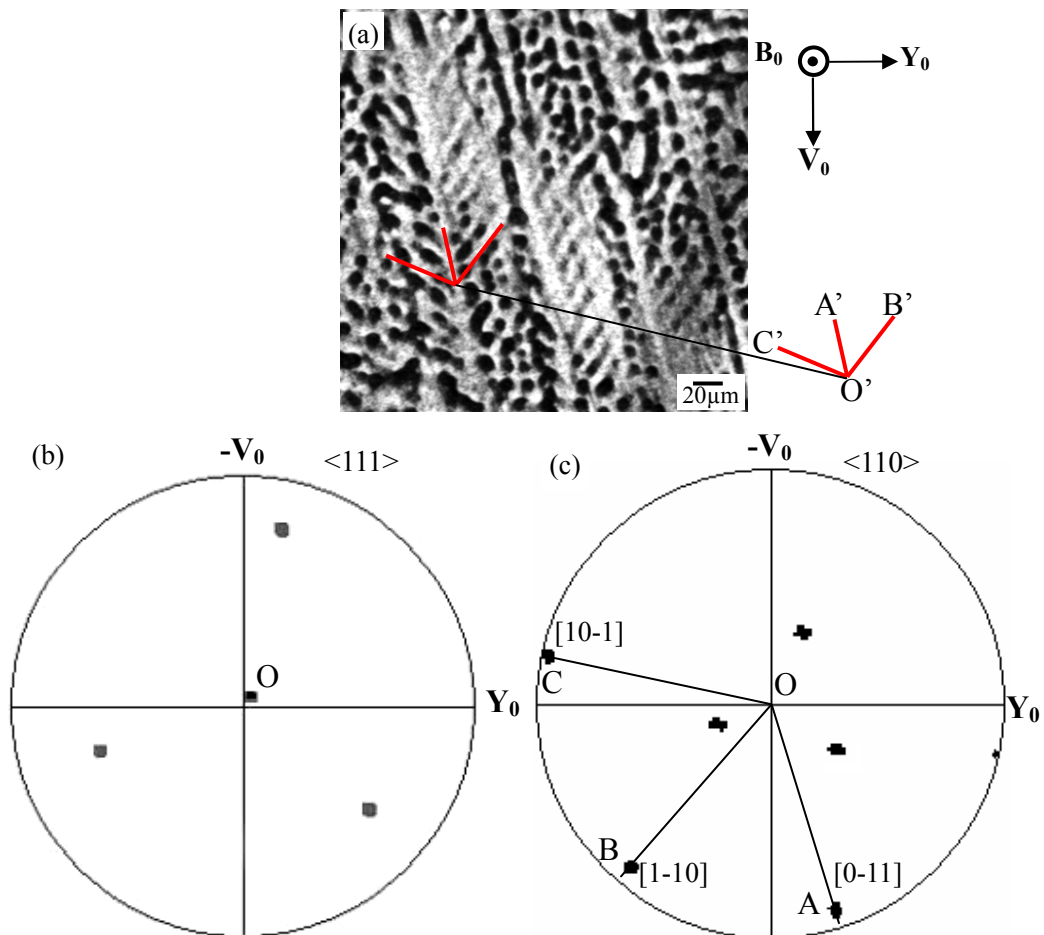 (a)
B₀
Y₀
V₀
A’
B’
C’
O’
20µm
(b)
-V₀
<111>
O
Y₀
(c)
-V₀
<110>
[10-1]
C
O
Y₀
B
[1-10]
A
[0-11]